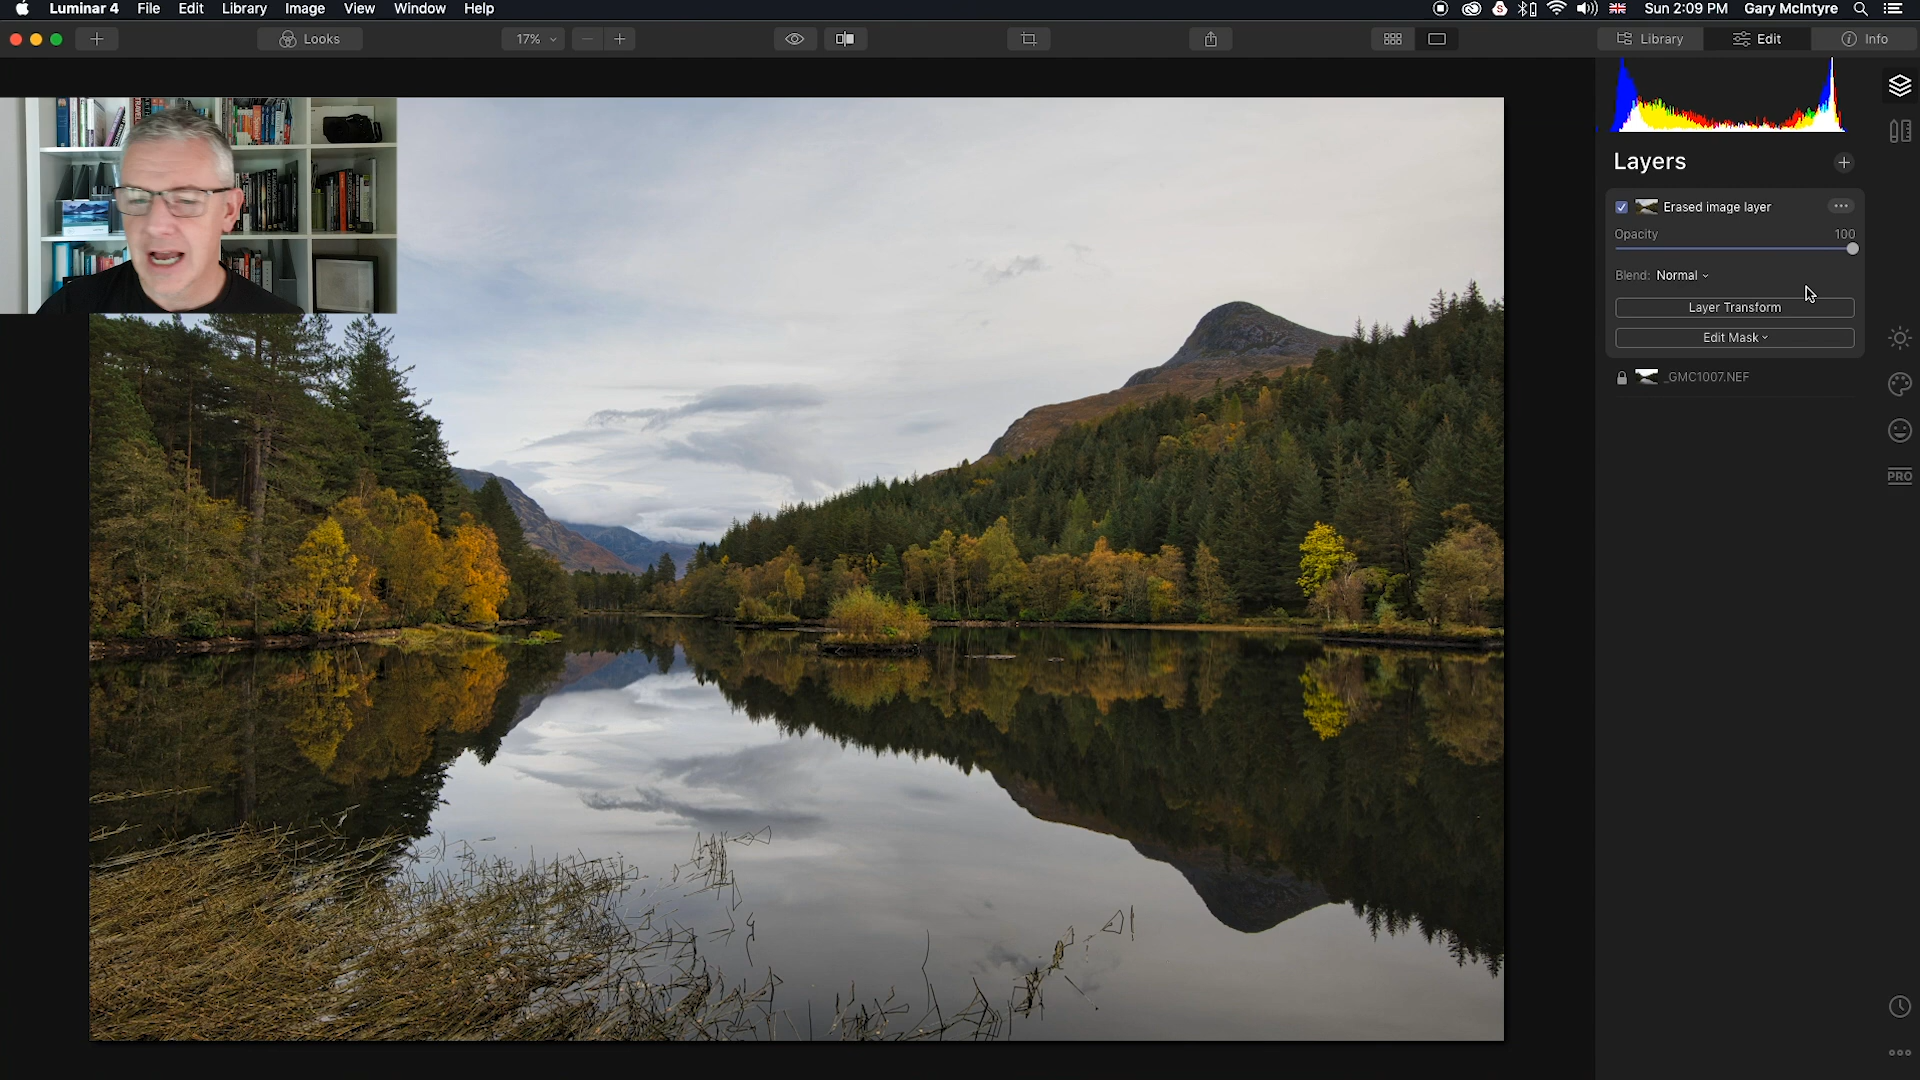 Luminar 4 File Edit Library Image View Window Help Sun 2:09 PM Gary McIntyre
Looks 17% Library Edit Info
Layers
Erased image layer
Opacity 100
Blend: Normal
Layer Transform
Edit Mask
_GMC1007.NEF
PRO